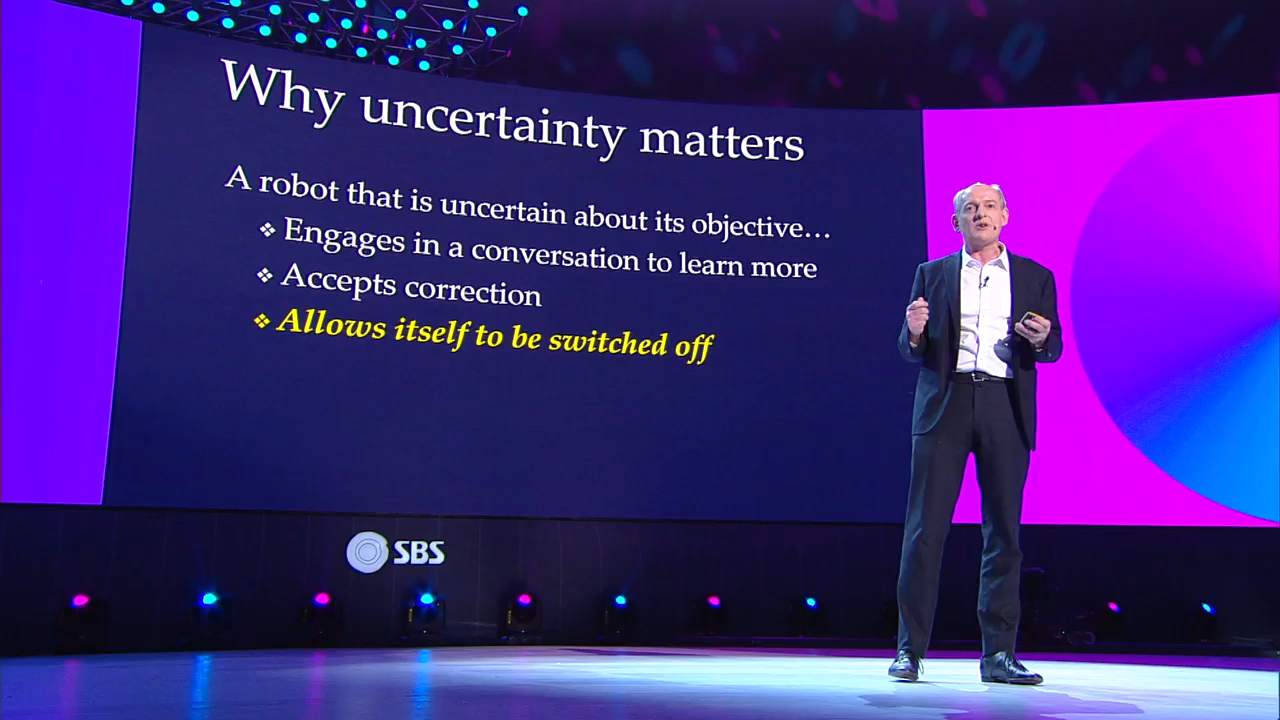 Why uncertainty matters
A robot that is uncertain about its objective…
❖ Engages in a conversation to learn more
❖ Accepts correction
❖ Allows itself to be switched off
SBS